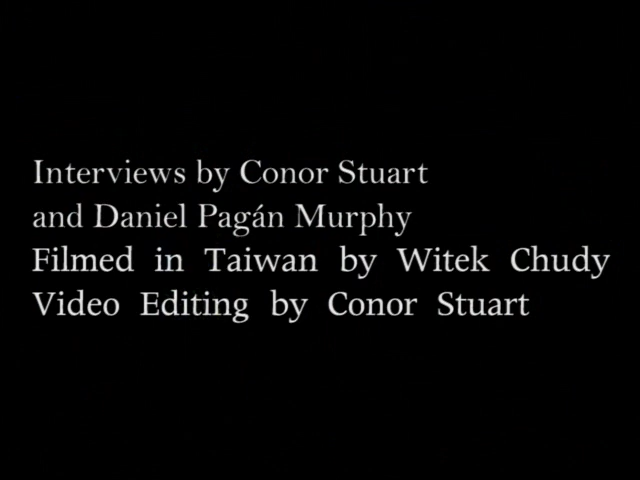 Interviews by Conor Stuart
and Daniel Pagán Murphy
Filmed in Taiwan by Witek Chudy
Video Editing by Conor Stuart